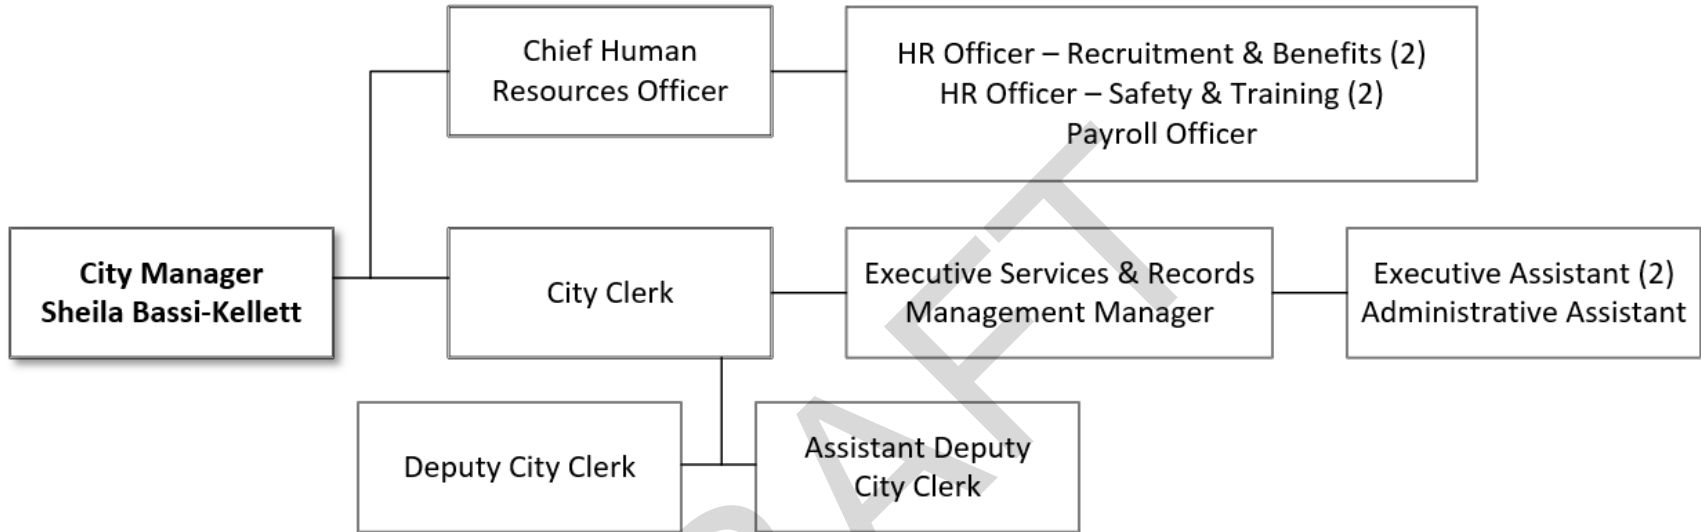 Chief Human
Resources Officer
HR Officer – Recruitment & Benefits (2)
HR Officer – Safety & Training (2)
Payroll Officer
City Manager
Sheila Bassi-Kellett
City Clerk
Executive Services & Records
Management Manager
Executive Assistant (2)
Administrative Assistant
Deputy City Clerk
Assistant Deputy
City Clerk
DRAFT